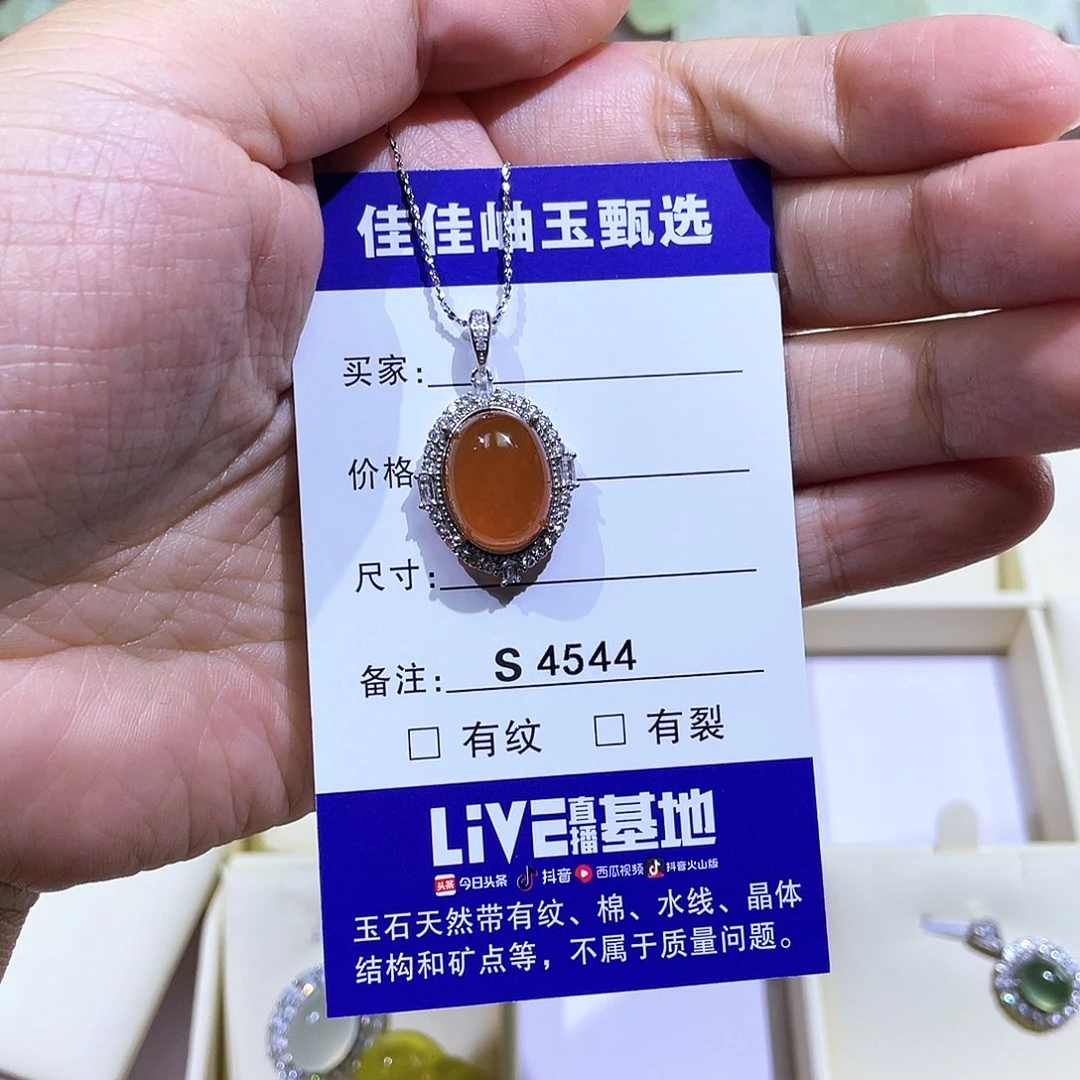 佳佳岫玉甄选
买家：
价格
尺寸：
备注：S 4544
□ 有纹 □ 有裂
LiVE直播基地
头条 今日头条 抖音 西瓜视频 抖音火山版
玉石天然带有纹、棉、水线、晶体
结构和矿点等，不属于质量问题。